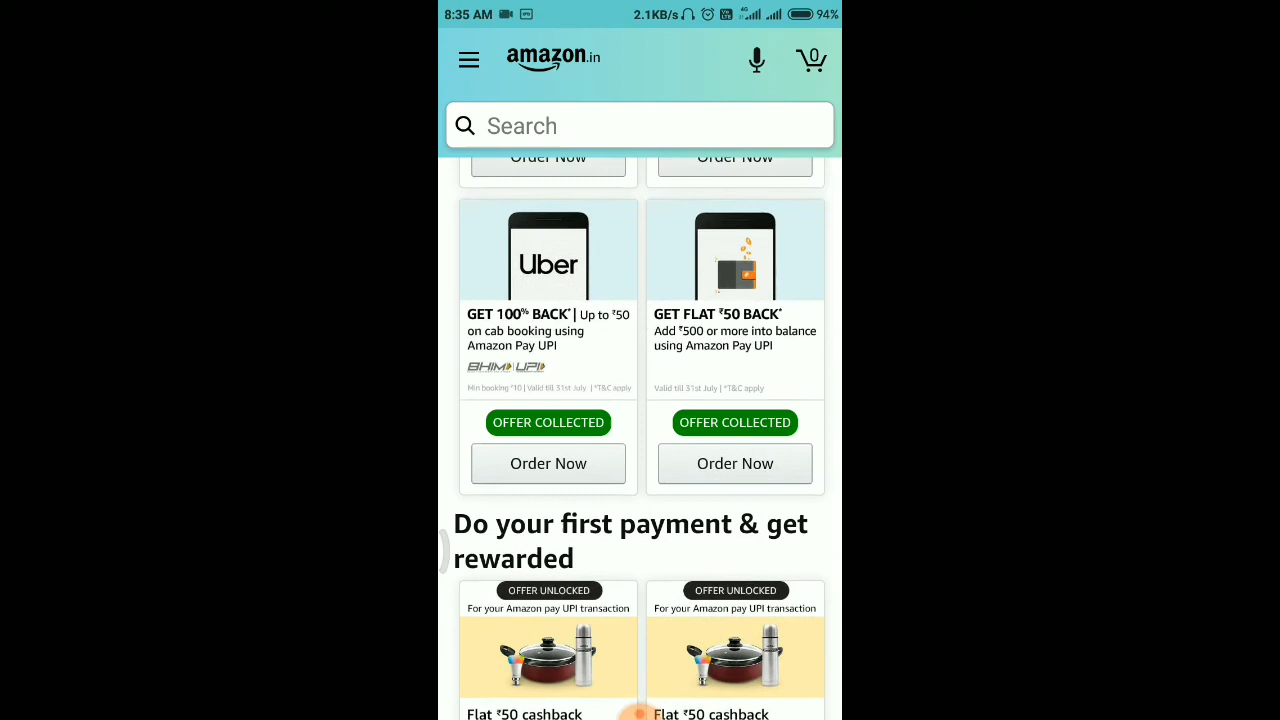 8:35 AM 2.1KB/s 4G 94%
amazon.in
0
Search
Order Now Order Now
Uber
GET 100% BACK* | Up to ₹50
on cab booking using
Amazon Pay UPI
BHIM UPI
Min booking ₹10 | Valid till 31st July | *T&C apply
OFFER COLLECTED
Order Now
GET FLAT ₹50 BACK*
Add ₹500 or more into balance
using Amazon Pay UPI
Valid till 31st July | *T&C apply
OFFER COLLECTED
Order Now
Do your first payment & get
rewarded
OFFER UNLOCKED
For your Amazon pay UPI transaction
Flat ₹50 cashback
OFFER UNLOCKED
For your Amazon pay UPI transaction
Flat ₹50 cashback